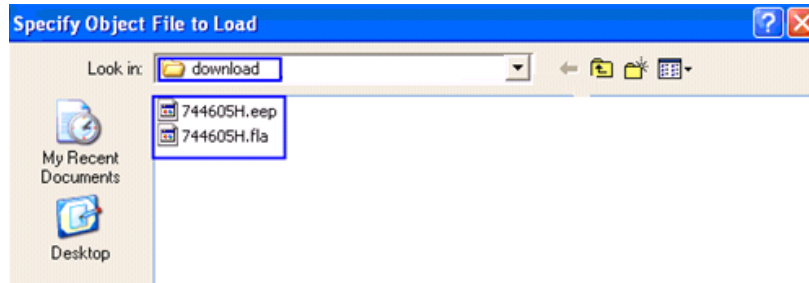 Specify Object File to Load
Look in: download
744605H.eep
744605H.fla
My Recent
Documents
Desktop